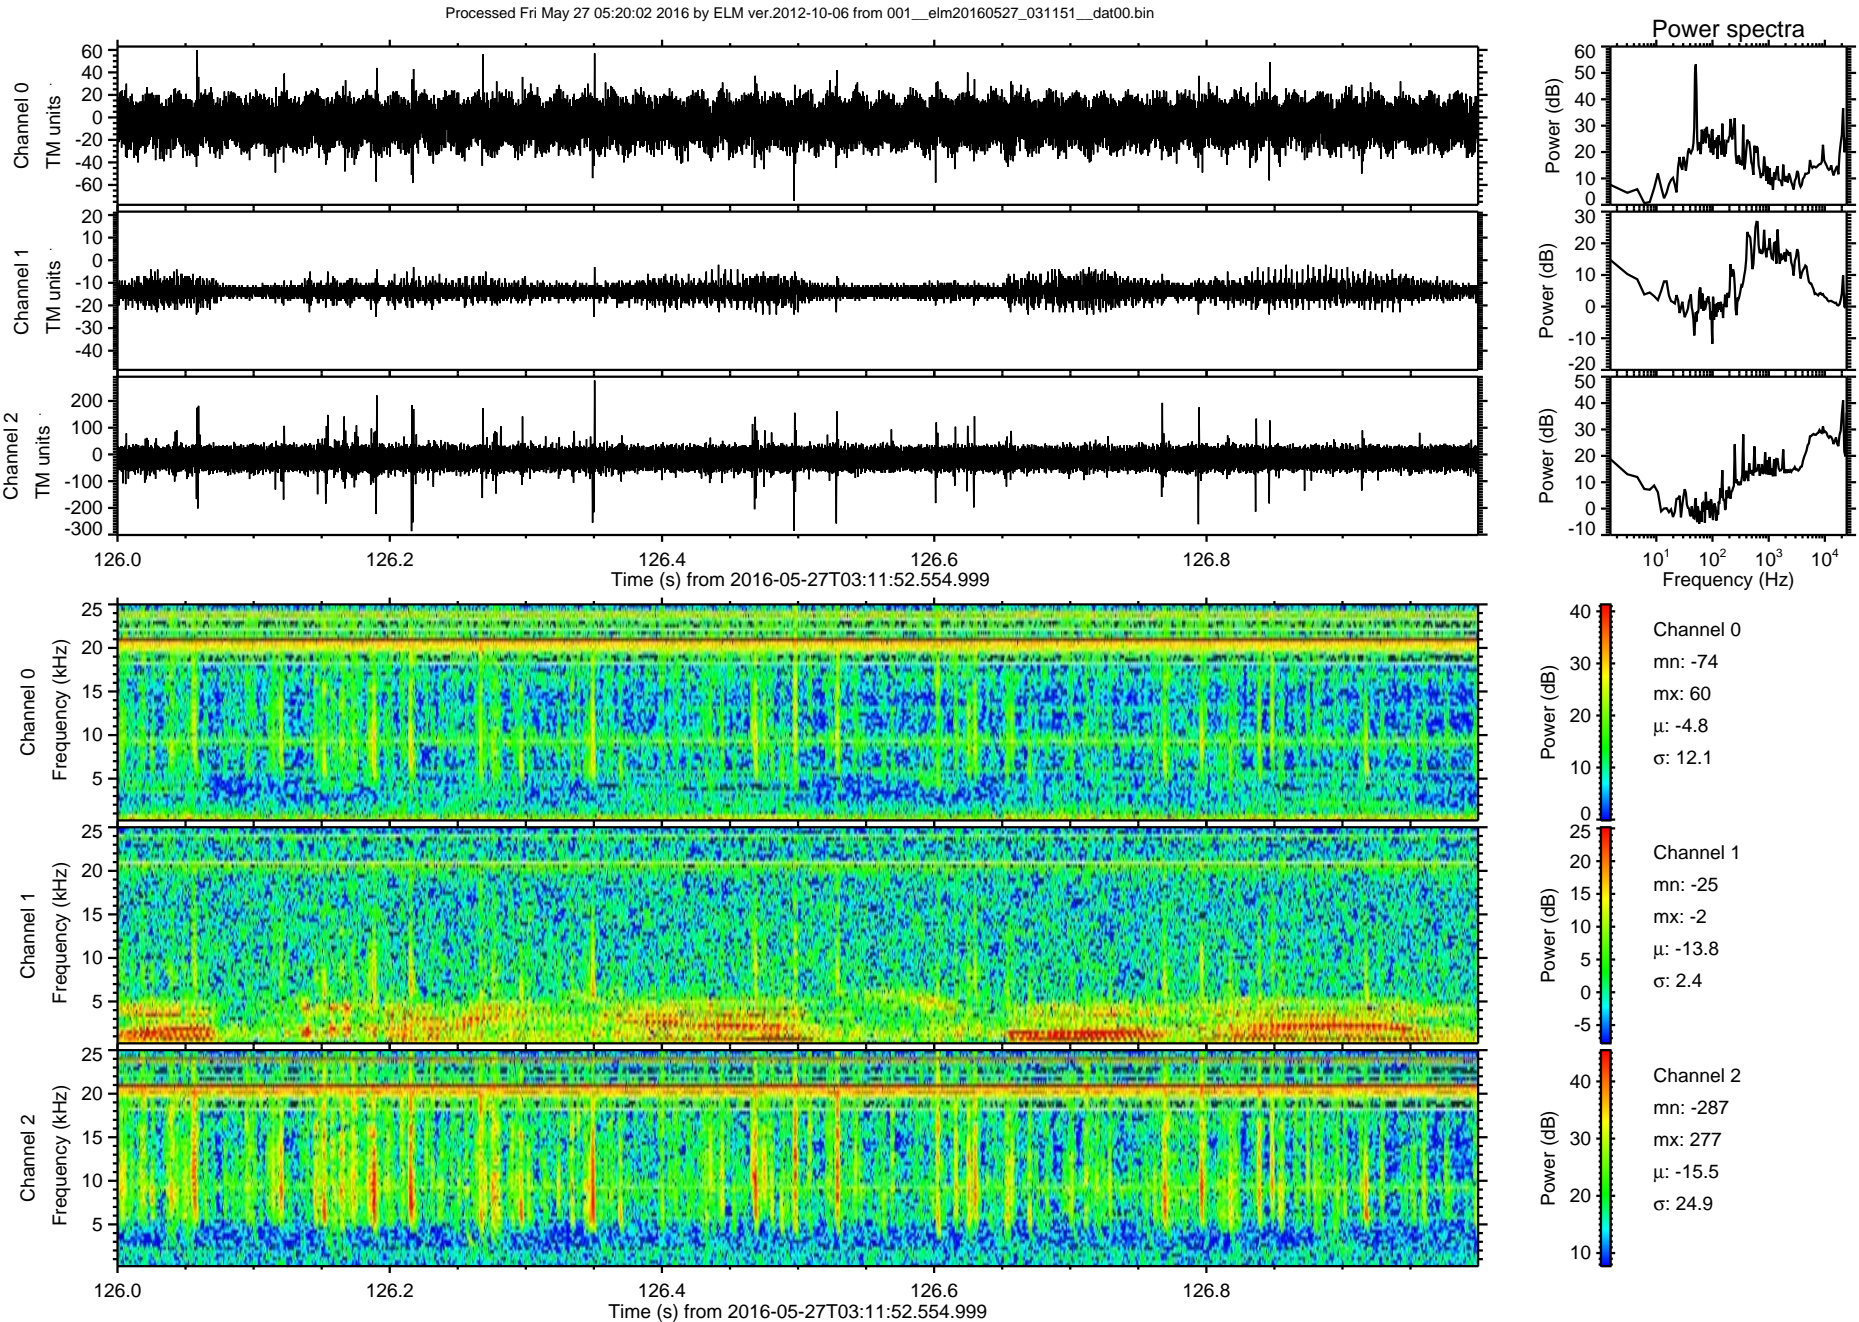 Processed Fri May 27 05:20:02 2016 by ELM ver.2012-10-06 from 001__elm20160527_031151__dat00.bin
Power spectra
Channel 0
TM units
60
40
20
0
-20
-40
-60
Power (dB)
60
50
40
30
20
10
0
Channel 1
TM units
20
10
0
-10
-20
-30
-40
Power (dB)
30
20
10
0
-10
-20
Channel 2
TM units
200
100
0
-100
-200
-300
Power (dB)
50
40
30
20
10
0
-10
126.0 126.2 126.4 126.6 126.8
Time (s) from 2016-05-27T03:11:52.554.999
10^1 10^2 10^3 10^4
Frequency (Hz)
Channel 0
Frequency (kHz)
25
20
15
10
5
Power (dB)
40
30
20
10
0
Channel 0
mn: -74
mx: 60
μ: -4.8
σ: 12.1
Channel 1
Frequency (kHz)
25
20
15
10
5
Power (dB)
25
20
15
10
5
0
-5
Channel 1
mn: -25
mx: -2
μ: -13.8
σ: 2.4
Channel 2
Frequency (kHz)
25
20
15
10
5
Power (dB)
40
30
20
10
Channel 2
mn: -287
mx: 277
μ: -15.5
σ: 24.9
126.0 126.2 126.4 126.6 126.8
Time (s) from 2016-05-27T03:11:52.554.999